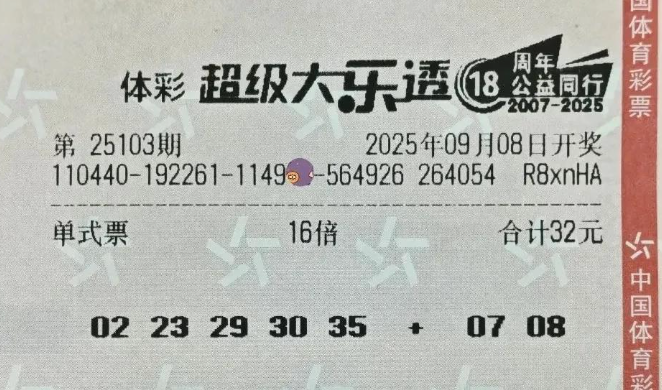 体彩 超级大乐透 18 周年 公益同行 2007-2025
第 25103期 2025年09月08日开奖
110440-192261-1149 -564926 264054 R8xnHA
单式票 16倍 合计32元
02 23 29 30 35 + 07 08
国体育彩票
中国体育彩